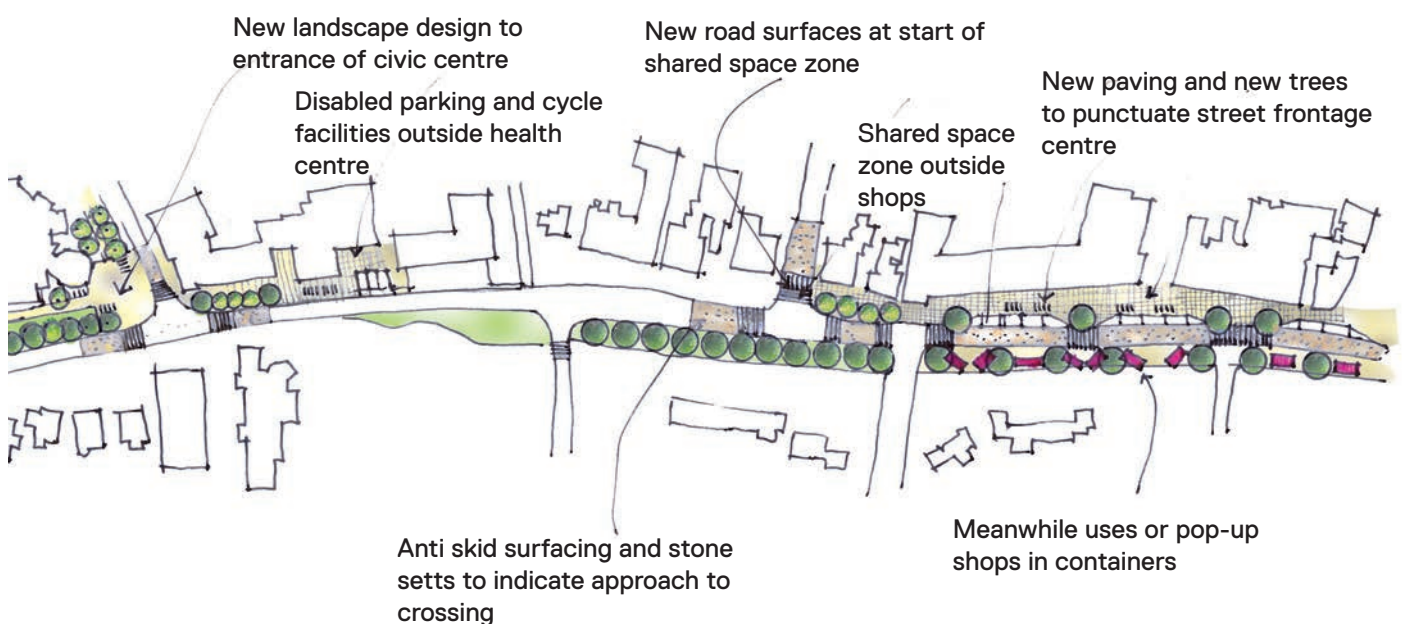 New landscape design to
entrance of civic centre
Disabled parking and cycle
facilities outside health
centre
New road surfaces at start of
shared space zone
Shared space
zone outside
shops
New paving and new trees
to punctuate street frontage
centre
Anti skid surfacing and stone
setts to indicate approach to
crossing
Meanwhile uses or pop-up
shops in containers